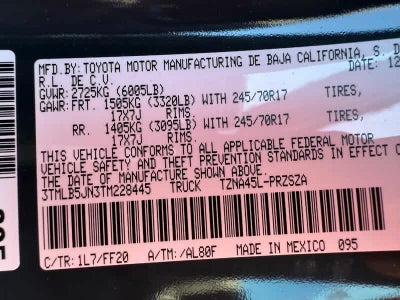 MFD.BY:TOYOTA MOTOR MANUFACTURING DE BAJA CALIFORNIA, S. D
R L DE C.V. DATE: 12
GVWR: 2725KG (6005LB)
GAWR:FRT. 1505KG (3320LB) WITH 245/70R17 TIRES,
17X7J RIMS,
RR. 1405KG (3095LB) WITH 245/70R17 TIRES,
17X7J RIMS,
THIS VEHICLE CONFORMS TO ALL APPLICABLE FEDERAL MOTOR
VEHICLE SAFETY AND THEFT PREVENTION STANDARDS IN EFFECT O
THE DATE OF MANUFACTURE SHOWN ABOVE.
3TMLB5JN3TM228445 TRUCK TZNA45L-PRZSZA
MADE IN MEXICO 095
C/TR: 1L7/FF20 A/TM: /AL80F